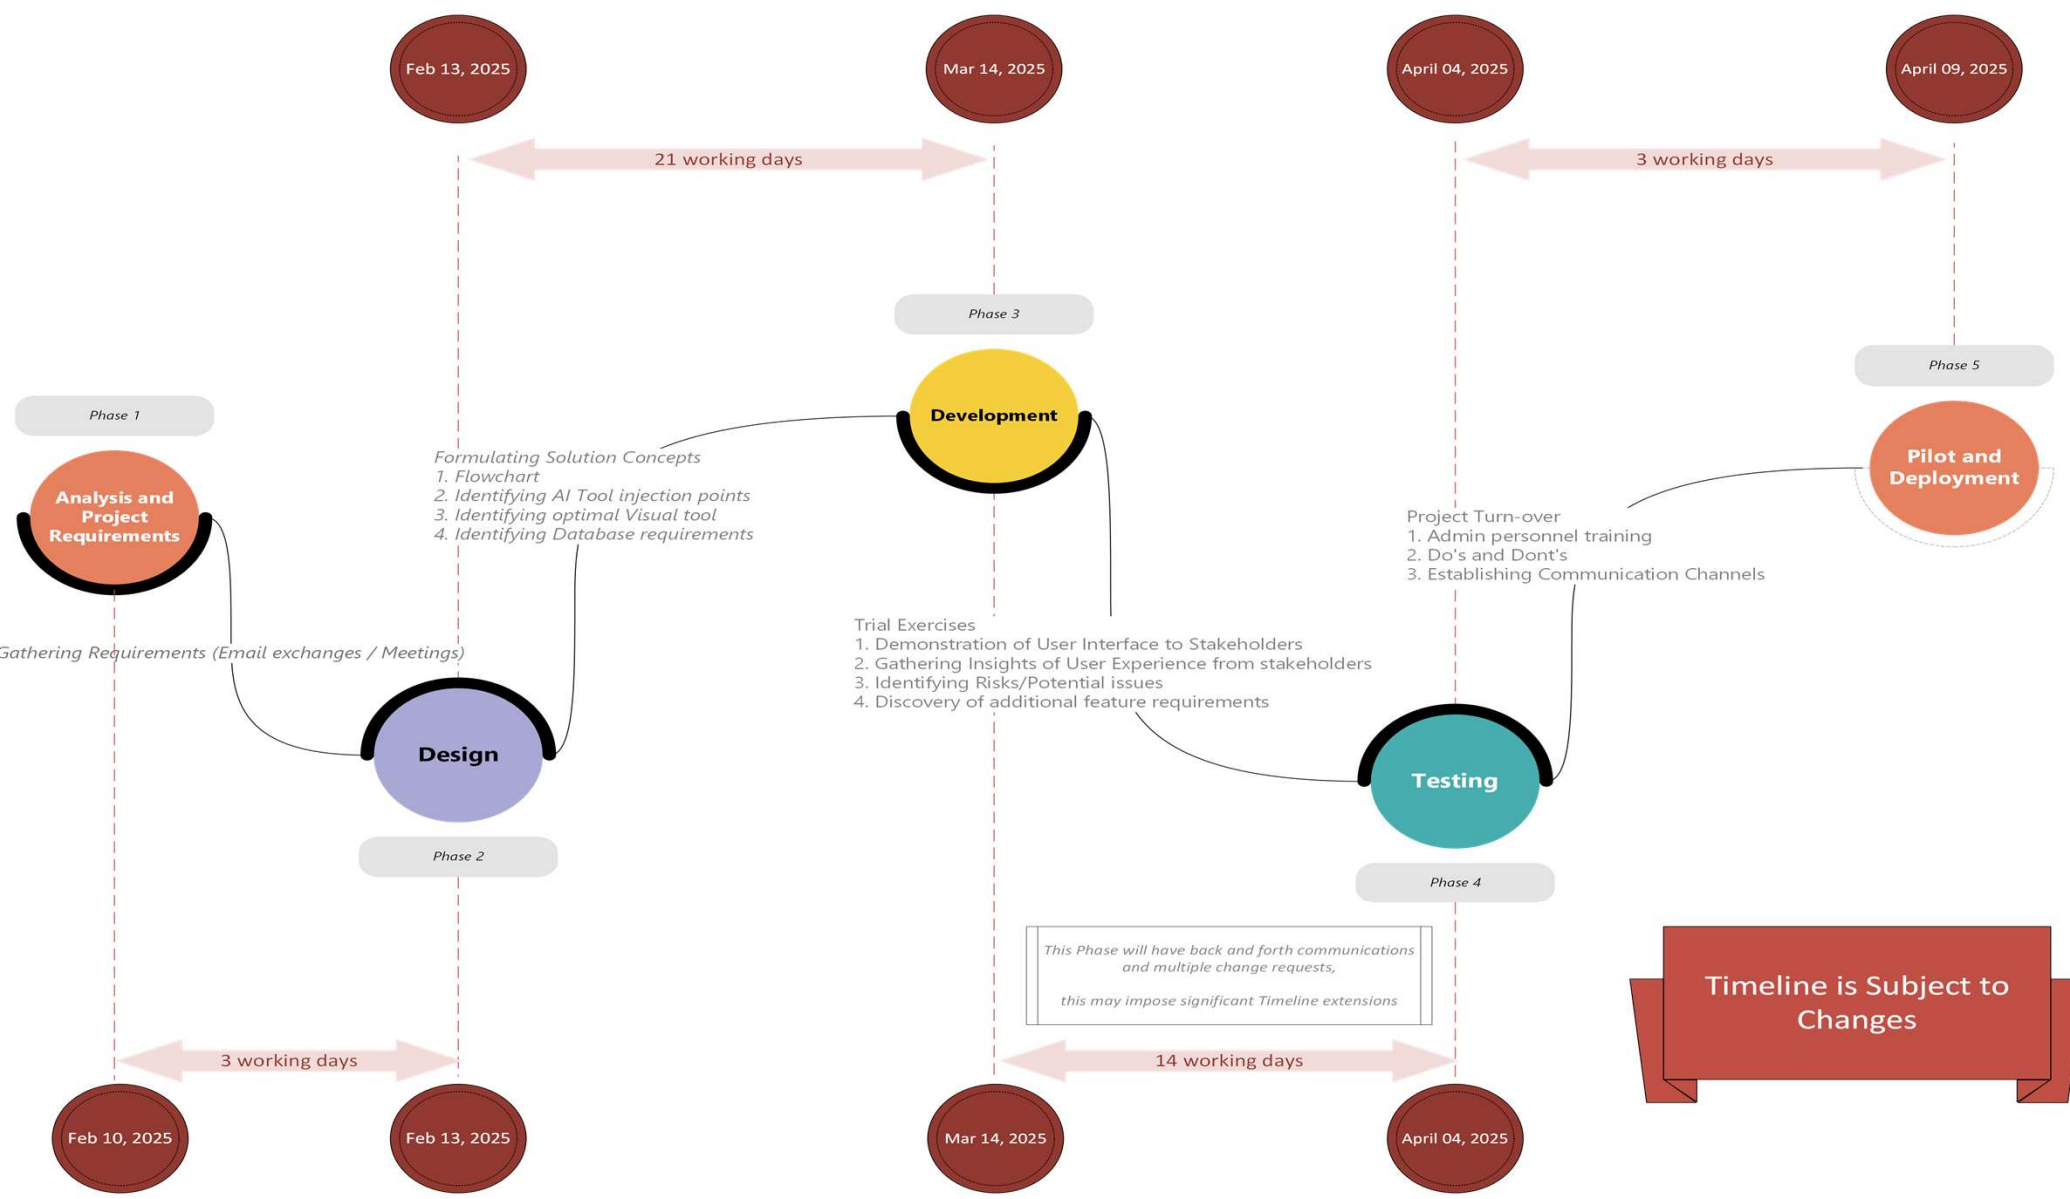 Feb 13, 2025
Mar 14, 2025
April 04, 2025
April 09, 2025
21 working days
3 working days
Phase 3
Phase 5
Phase 1
Development
Pilot and
Deployment
Analysis and
Project
Requirements
Formulating Solution Concepts
1. Flowchart
2. Identifying AI Tool injection points
3. Identifying optimal Visual tool
4. Identifying Database requirements
Project Turn-over
1. Admin personnel training
2. Do's and Dont's
3. Establishing Communication Channels
Gathering Requirements (Email exchanges / Meetings)
Trial Exercises
1. Demonstration of User Interface to Stakeholders
2. Gathering Insights of User Experience from stakeholders
3. Identifying Risks/Potential issues
4. Discovery of additional feature requirements
Design
Testing
Phase 2
Phase 4
This Phase will have back and forth communications
and multiple change requests,
this may impose significant Timeline extensions
Timeline is Subject to
Changes
3 working days
14 working days
Feb 10, 2025
Feb 13, 2025
Mar 14, 2025
April 04, 2025